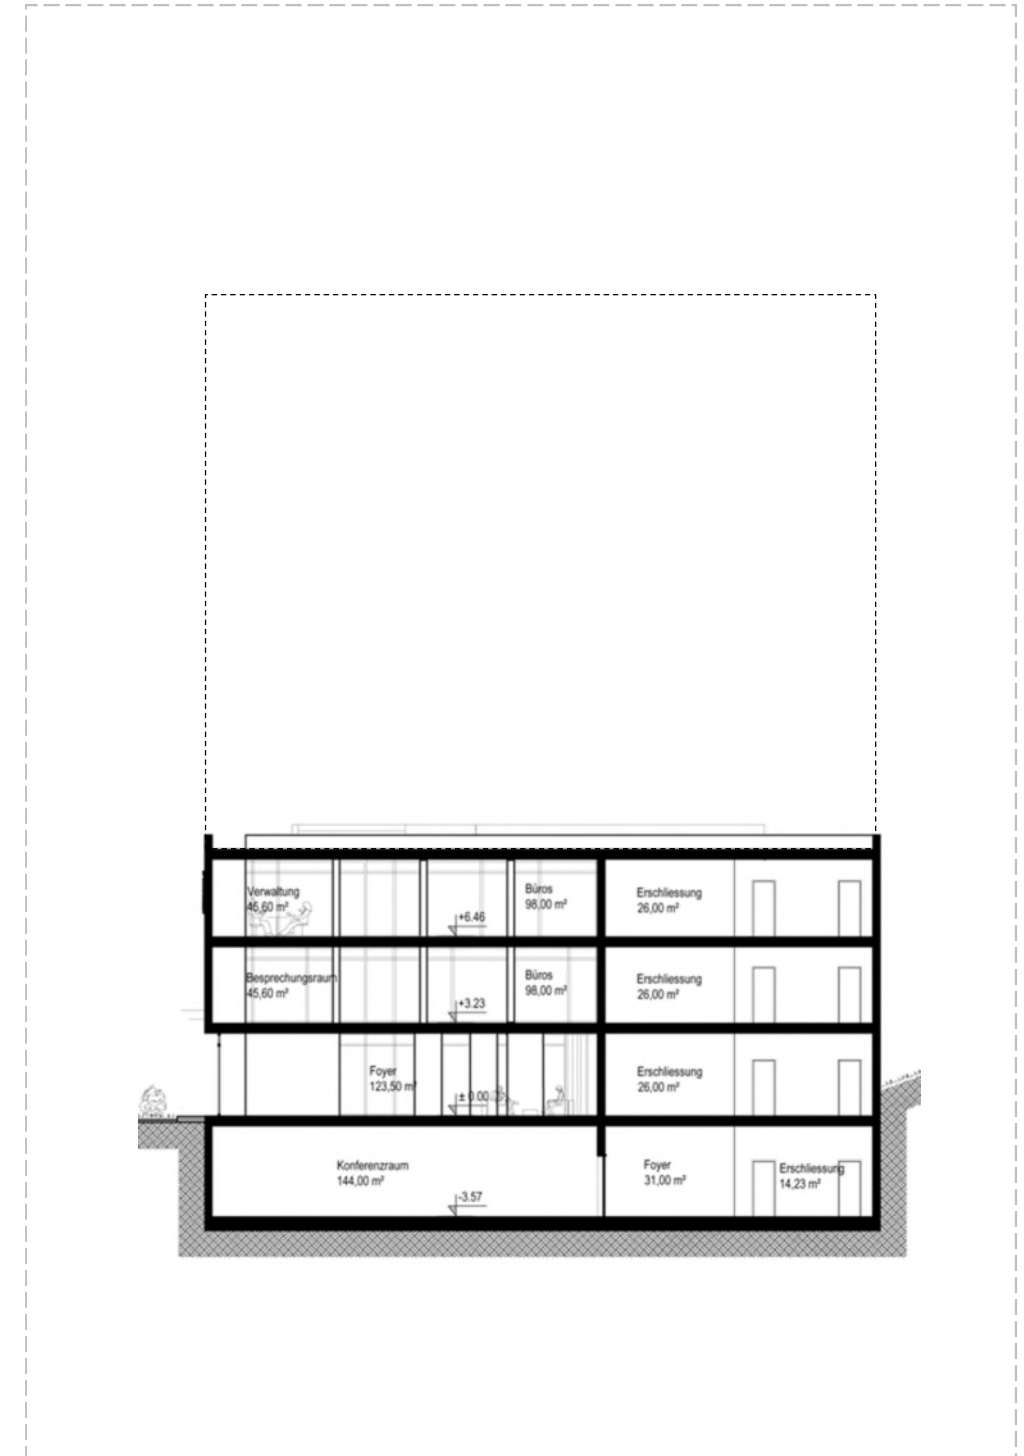 Verwaltung
45,60 m²
+6.46
Büros
98,00 m²
Erschliessung
26,00 m²
Besprechungsraum
45,60 m²
+3.23
Büros
98,00 m²
Erschliessung
26,00 m²
Foyer
123,50 m²
± 0.00
Erschliessung
26,00 m²
Konferenzraum
144,00 m²
-3.57
Foyer
31,00 m²
Erschliessung
14,23 m²